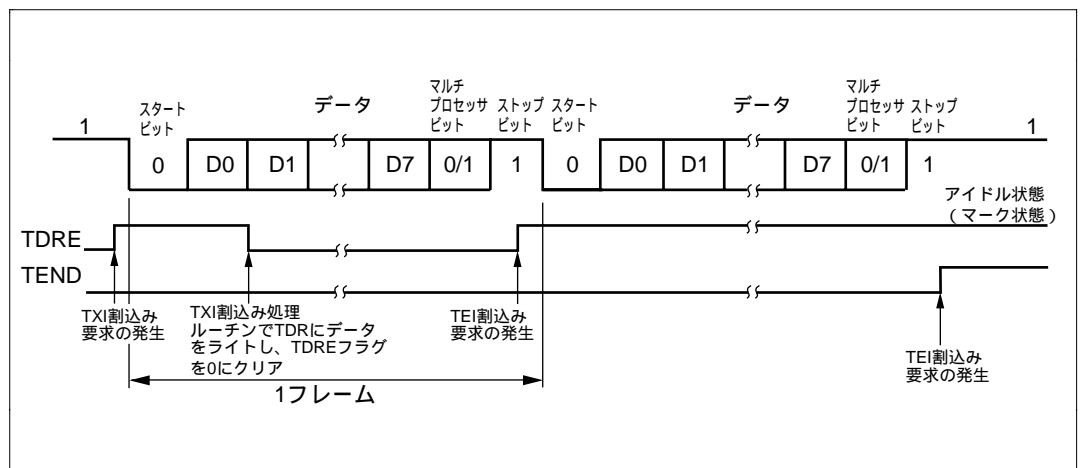 スタート
ビット
データ
マルチ
プロセッサ
ビット
ストップ
ビット
スタート
ビット
データ
マルチ
プロセッサ
ビット
ストップ
ビット
1
0
D0
D1
D7
0/1
1
0
D0
D1
D7
0/1
1
1
アイドル状態
（マーク状態）
TDRE
TEND
TXI割込み
要求の発生
TXI割込み処理
ルーチンでTDRにデータ
をライトし、TDREフラグ
を0にクリア
TEI割込み
要求の発生
TEI割込み
要求の発生
1フレーム